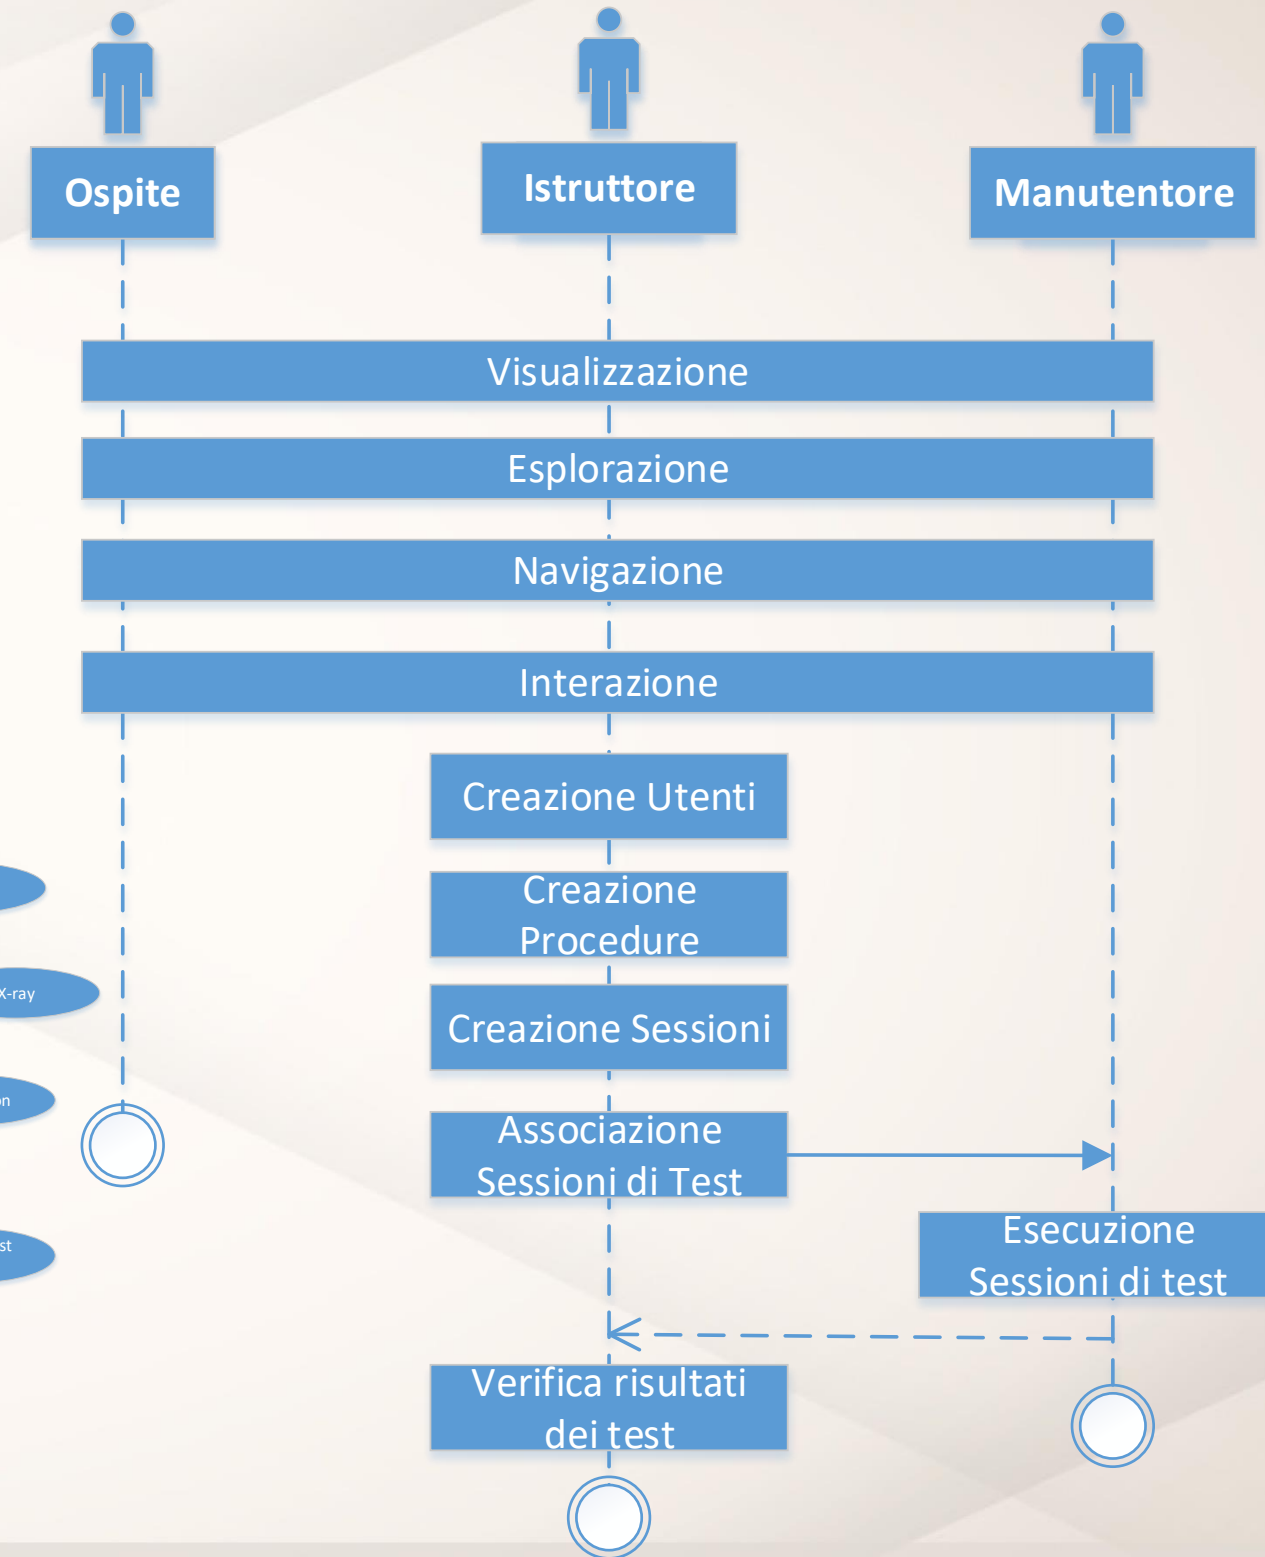 Ospite
Istruttore
Manutentore
Visualizzazione
Esplorazione
Navigazione
Interazione
Creazione Utenti
Creazione
Procedure
X-ray
Creazione Sessioni
Associazione
Sessioni di Test
Esecuzione
Sessioni di test
Verifica risultati
dei test